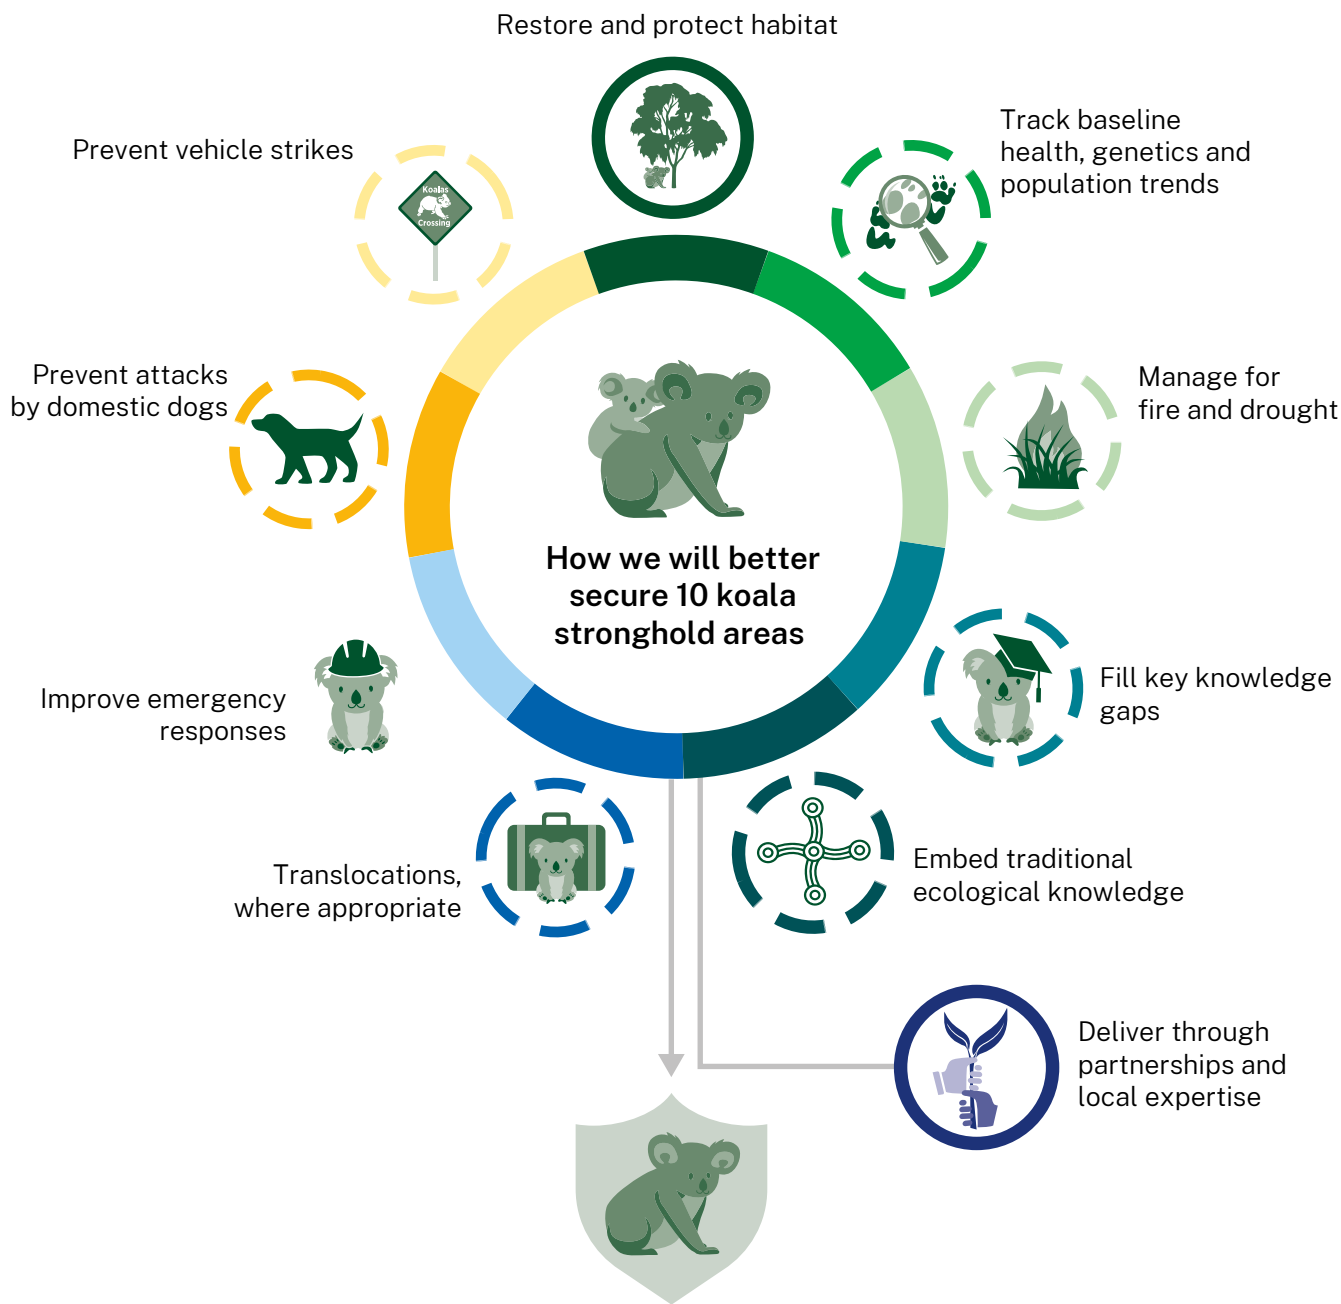 Restore and protect habitat
Track baseline
health, genetics and
population trends
Prevent vehicle strikes
Koalas
Crossing
Manage for
fire and drought
Prevent attacks
by domestic dogs
How we will better
secure 10 koala
stronghold areas
Fill key knowledge
gaps
Improve emergency
responses
Embed traditional
ecological knowledge
Translocations,
where appropriate
Deliver through
partnerships and
local expertise